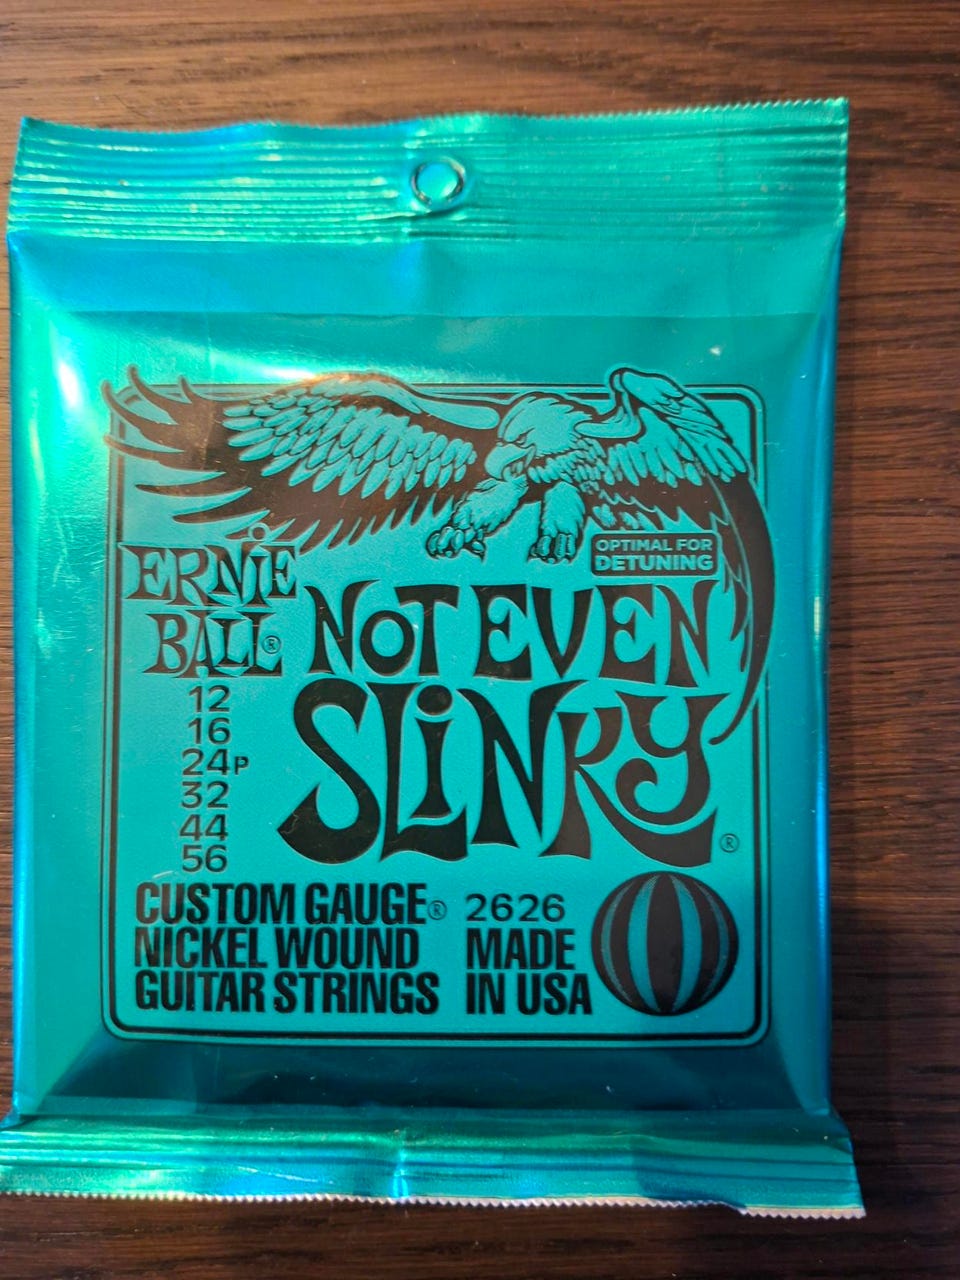 OPTIMAL FOR
DETUNING
ERNiE
BALL®
NOT EVEN
SLiNKY®
12
16
24P
32
44
56
CUSTOM GAUGE®
NICKEL WOUND
GUITAR STRINGS
2626
MADE
IN USA